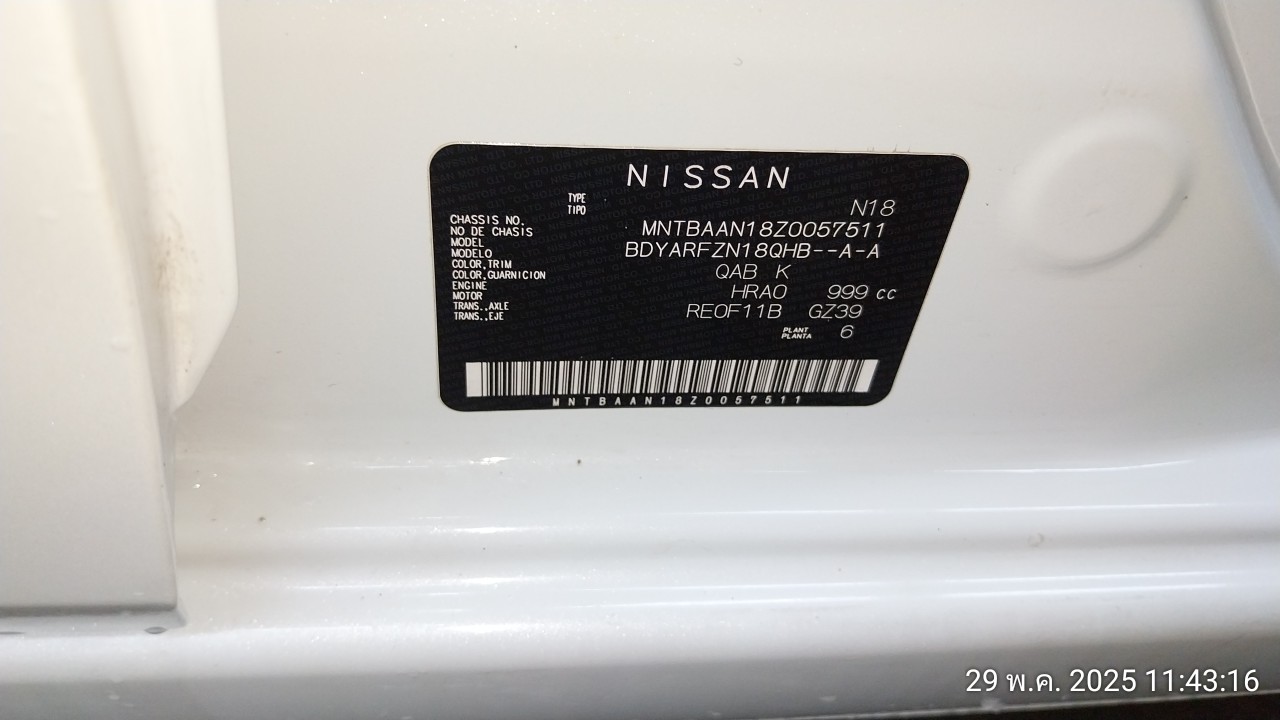 NISSAN
TYPE
TIPO N18
CHASSIS NO.
NO DE CHASIS MNTBAAN18Z0057511
MODEL
MODELO BDYARFZN18QHB--A-A
COLOR,TRIM
COLOR,GUARNICION QAB K
ENGINE
MOTOR HRA0 999 cc
TRANS.,AXLE
TRANS.,EJE RE0F11B GZ39
PLANT
PLANTA 6
MNTBAAN18Z0057511
29 พ.ค. 2025 11:43:16